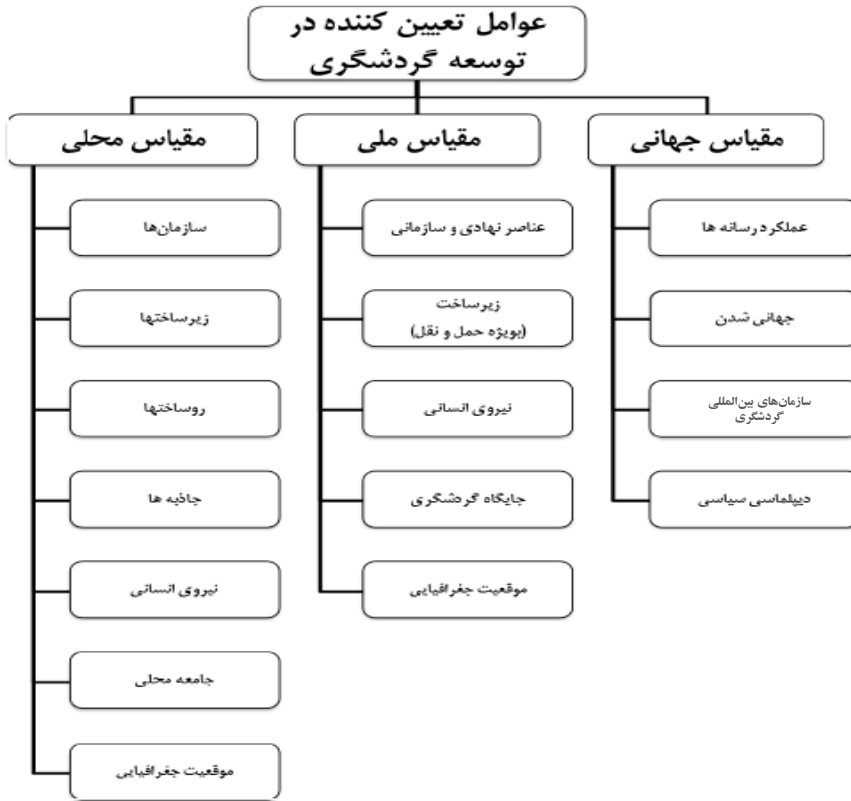 عوامل تعیین کننده در
توسعه گردشگری
مقیاس جهانی
عملکرد رسانه ها
جهانی شدن
سازمان‌های بین‌المللی
گردشگری
دیپلماسی سیاسی
مقیاس ملی
عناصر نهادی و سازمانی
زیرساخت
(بویژه حمل و نقل)
نیروی انسانی
جایگاه گردشگری
موقعیت جغرافیایی
مقیاس محلی
سازمان‌ها
زیرساختها
روساختها
جاذبه ها
نیروی انسانی
جامعه محلی
موقعیت جغرافیایی